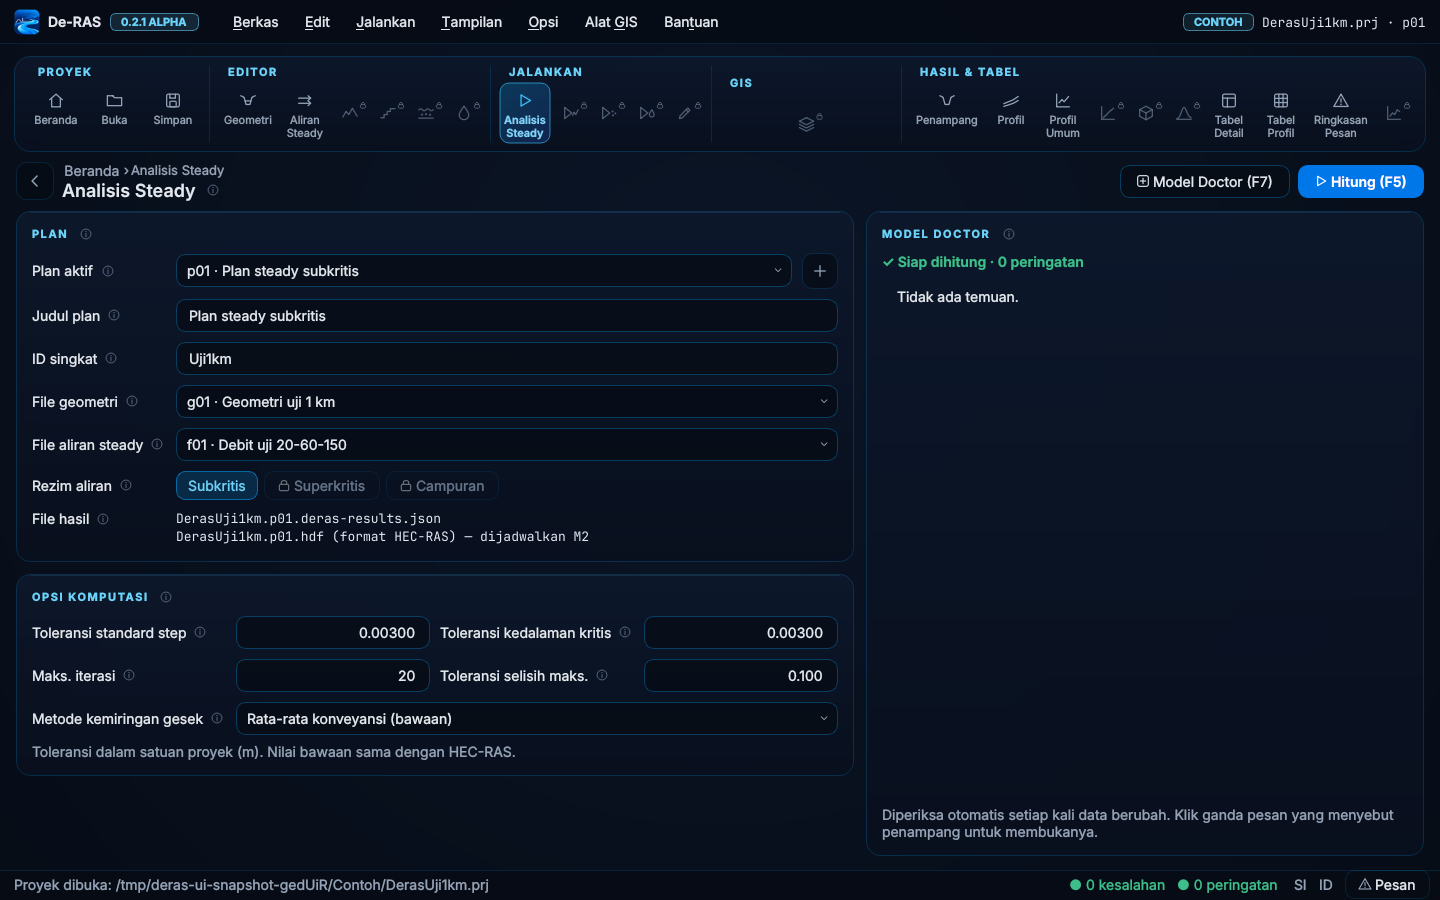 De-RAS 0.2.1 ALPHA Berkas Edit Jalankan Tampilan Opsi Alat GIS Bantuan CONTOH DerasUji1km.prj · p01
PROYEK
Beranda Buka Simpan
EDITOR
Geometri Aliran Steady
JALANKAN
Analisis Steady
GIS
HASIL & TABEL
Penampang Profil Profil Umum Tabel Detail Tabel Profil Ringkasan Pesan
Beranda › Analisis Steady
Analisis Steady
Model Doctor (F7) Hitung (F5)
PLAN
Plan aktif p01 · Plan steady subkritis
Judul plan Plan steady subkritis
ID singkat Uji1km
File geometri g01 · Geometri uji 1 km
File aliran steady f01 · Debit uji 20-60-150
Rezim aliran Subkritis Superkritis Campuran
File hasil DerasUji1km.p01.deras-results.json
DerasUji1km.p01.hdf (format HEC-RAS) — dijadwalkan M2
OPSI KOMPUTASI
Toleransi standard step 0.00300 Toleransi kedalaman kritis 0.00300
Maks. iterasi 20 Toleransi selisih maks. 0.100
Metode kemiringan gesek Rata-rata konveyansi (bawaan)
Toleransi dalam satuan proyek (m). Nilai bawaan sama dengan HEC-RAS.
MODEL DOCTOR
Siap dihitung · 0 peringatan
Tidak ada temuan.
Diperiksa otomatis setiap kali data berubah. Klik ganda pesan yang menyebut
penampang untuk membukanya.
Proyek dibuka: /tmp/deras-ui-snapshot-gedUiR/Contoh/DerasUji1km.prj 0 kesalahan 0 peringatan SI ID Pesan